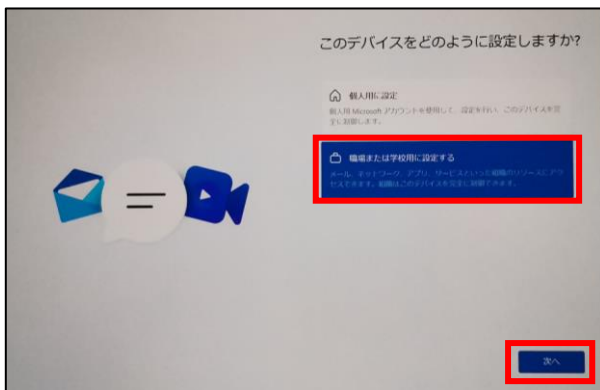 このデバイスをどのように設定しますか?
個人用に設定
個人用 Microsoft アカウントを使用して、設定を行い、このデバイスを完
全に制御します。
職場または学校用に設定する
メール、ネットワーク、アプリ、サービスといった組織のリソースにアク
セスできます。組織はこのデバイスを完全に制御できます。
次へ